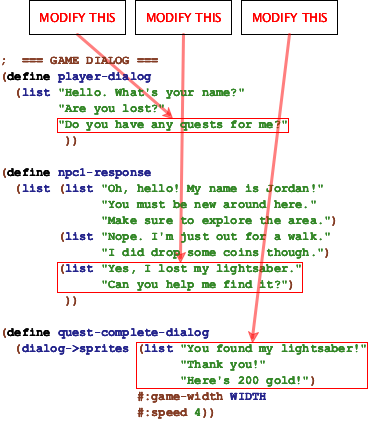 MODIFY THIS MODIFY THIS MODIFY THIS
;  === GAME DIALOG ===
(define player-dialog
  (list "Hello. What's your name?"
        "Are you lost?"
        "Do you have any quests for me?"
         ))
(define npc1-response
  (list (list "Oh, hello! My name is Jordan!"
              "You must be new around here."
              "Make sure to explore the area.")
        (list "Nope. I'm just out for a walk."
              "I did drop some coins though.")
        (list "Yes, I lost my lightsaber."
              "Can you help me find it?")
         ))
(define quest-complete-dialog
  (dialog->sprites (list "You found my lightsaber!"
                         "Thank you!"
                         "Here's 200 gold!")
                   #:game-width WIDTH
                   #:speed 4))